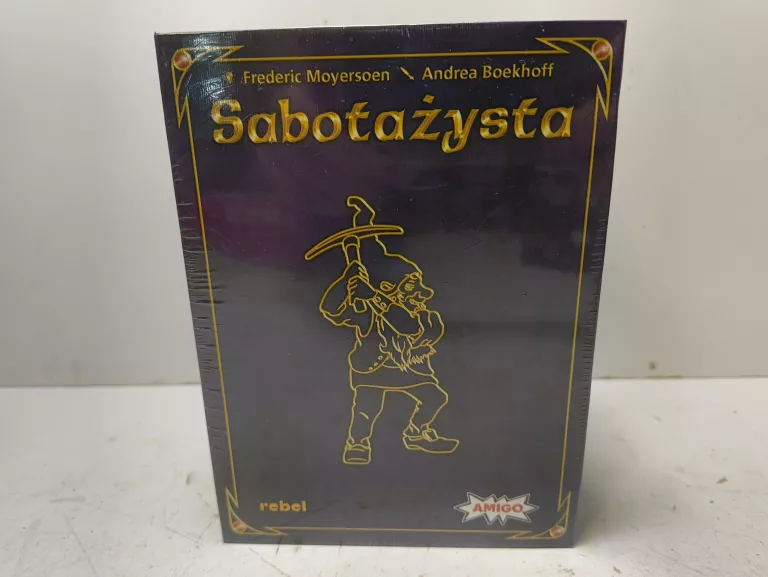 Frederic Moyersoen Andrea Boekhoff
Sabotażysta
rebel
AMIGO